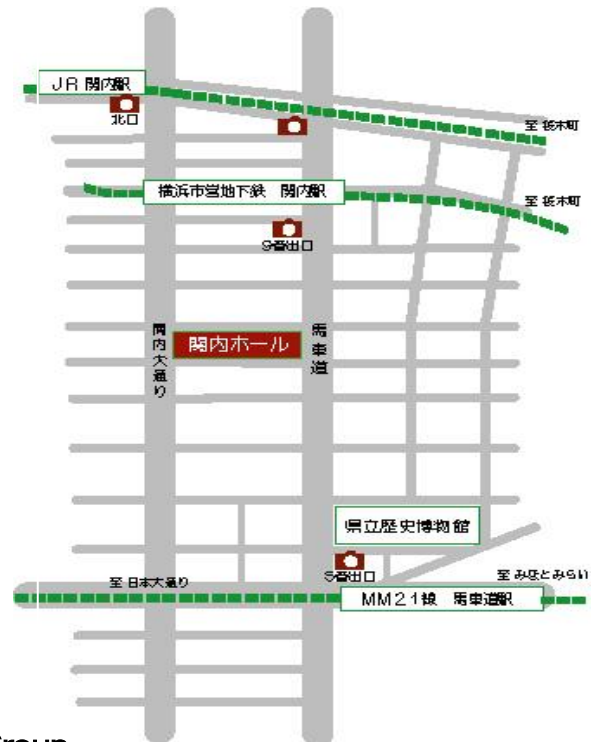 JR 関内駅
北口
至 桜木町
横浜市営地下鉄 関内駅
至 桜木町
9番出口
関内大通り
関内ホール
馬車道
県立歴史博物館
5番出口
至 日本大通り
至 みなとみらい
MM21線 馬車道駅